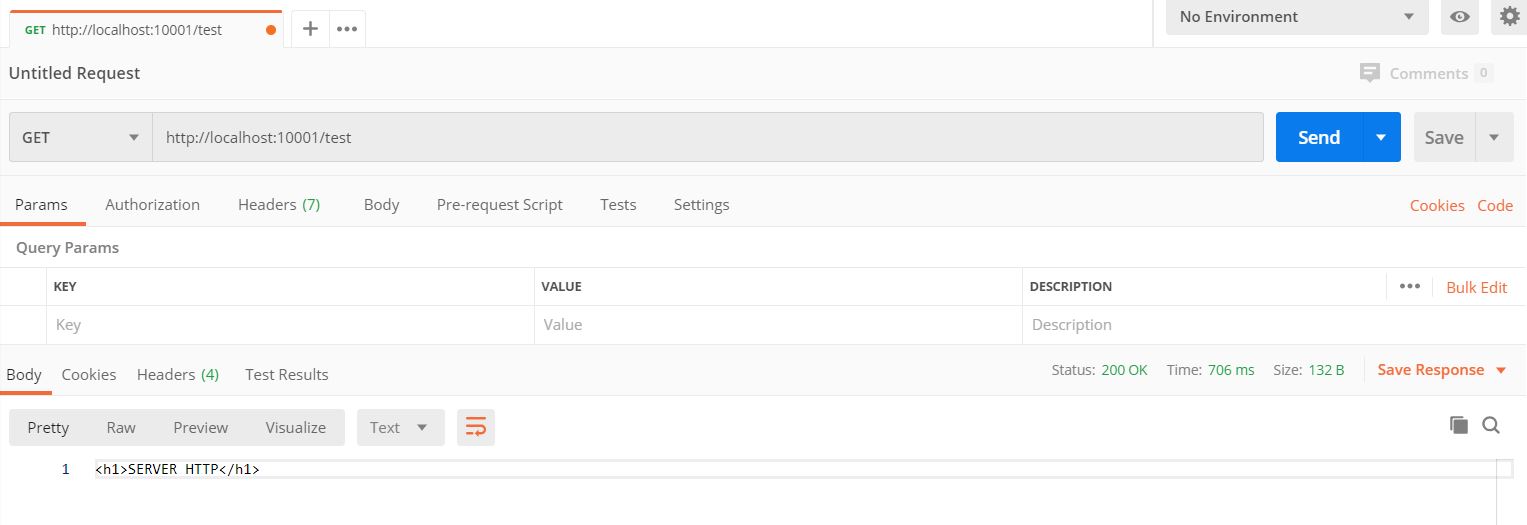 GET http://localhost:10001/test + ••• No Environment
Untitled Request Comments 0
GET http://localhost:10001/test Send Save
Params Authorization Headers (7) Body Pre-request Script Tests Settings Cookies Code
Query Params
KEY VALUE DESCRIPTION ••• Bulk Edit
Key Value Description
Body Cookies Headers (4) Test Results Status: 200 OK Time: 706 ms Size: 132 B Save Response
Pretty Raw Preview Visualize Text
1 <h1>SERVER HTTP</h1>